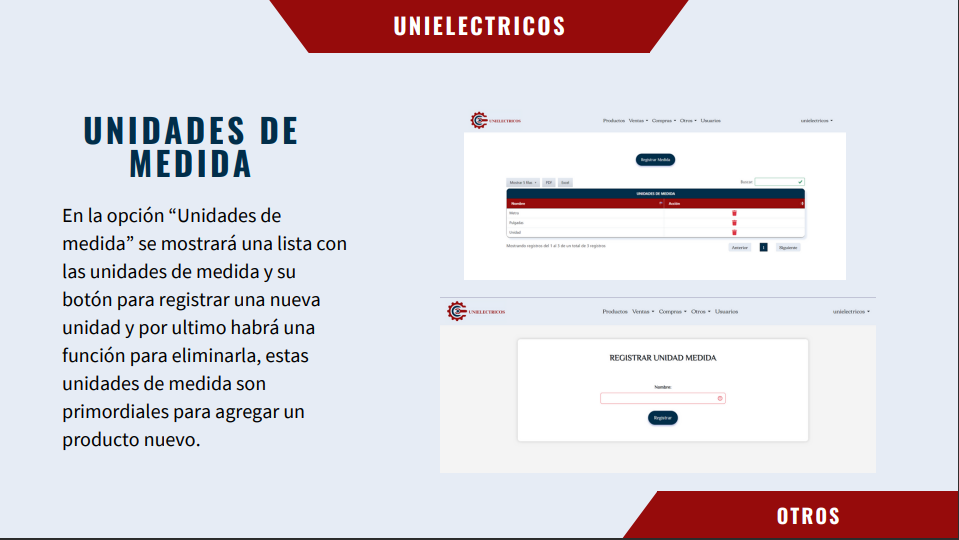 UNIELECTRICOS
UNIDADES DE
MEDIDA
En la opción “Unidades de
medida” se mostrará una lista con
las unidades de medida y su
botón para registrar una nueva
unidad y por ultimo habrá una
función para eliminarla, estas
unidades de medida son
primordiales para agregar un
producto nuevo.
UNIELECTRICOS
Productos Ventas Compras Otros Usuarios
unielectricos
Registrar Medida
PDF Excel
Buscar:
UNIDADES DE MEDIDA
Nombre Acción
Metro
Pulgadas
Unidad
Mostrando registros del 1 al 3 de un total de 3 registros.
Anterior 1 Siguiente
UNIELECTRICOS
Productos Ventas Compras Otros Usuarios
unielectricos
REGISTRAR UNIDAD MEDIDA
Nombre:
Registrar
OTROS